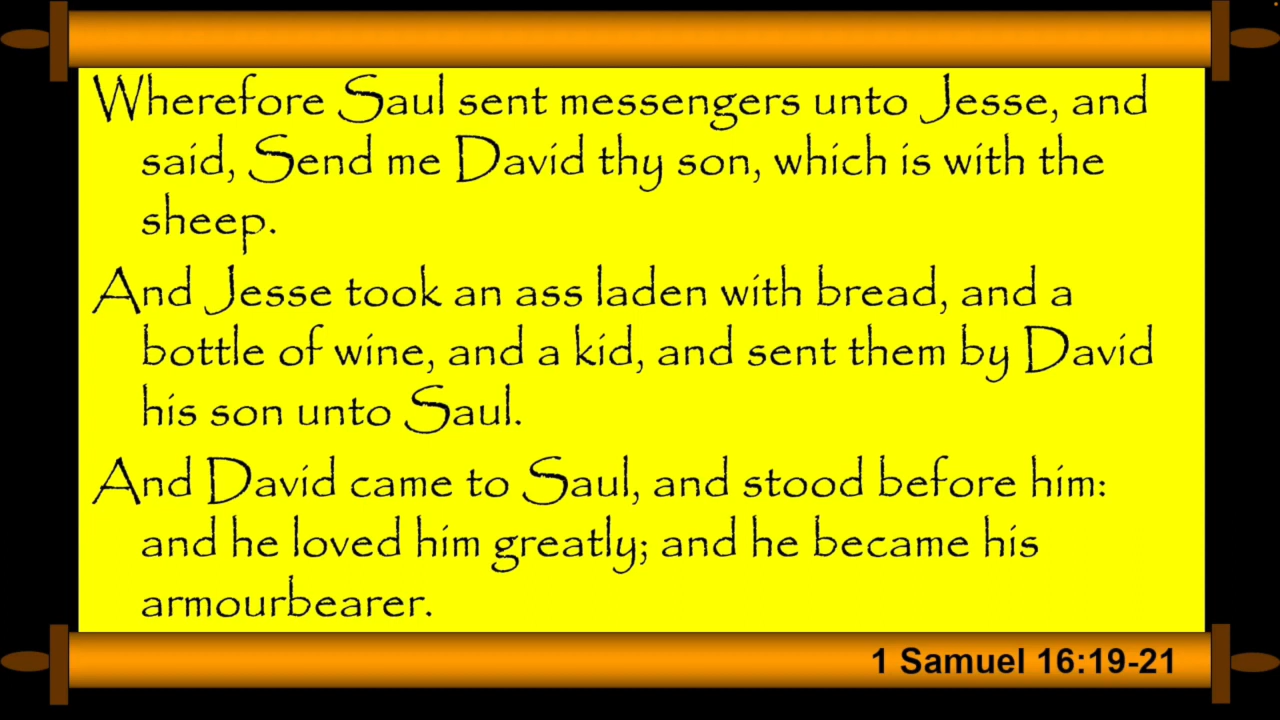 Wherefore Saul sent messengers unto Jesse, and
said, Send me David thy son, which is with the
sheep.
And Jesse took an ass laden with bread, and a
bottle of wine, and a kid, and sent them by David
his son unto Saul.
And David came to Saul, and stood before him:
and he loved him greatly; and he became his
armourbearer.
1 Samuel 16:19-21